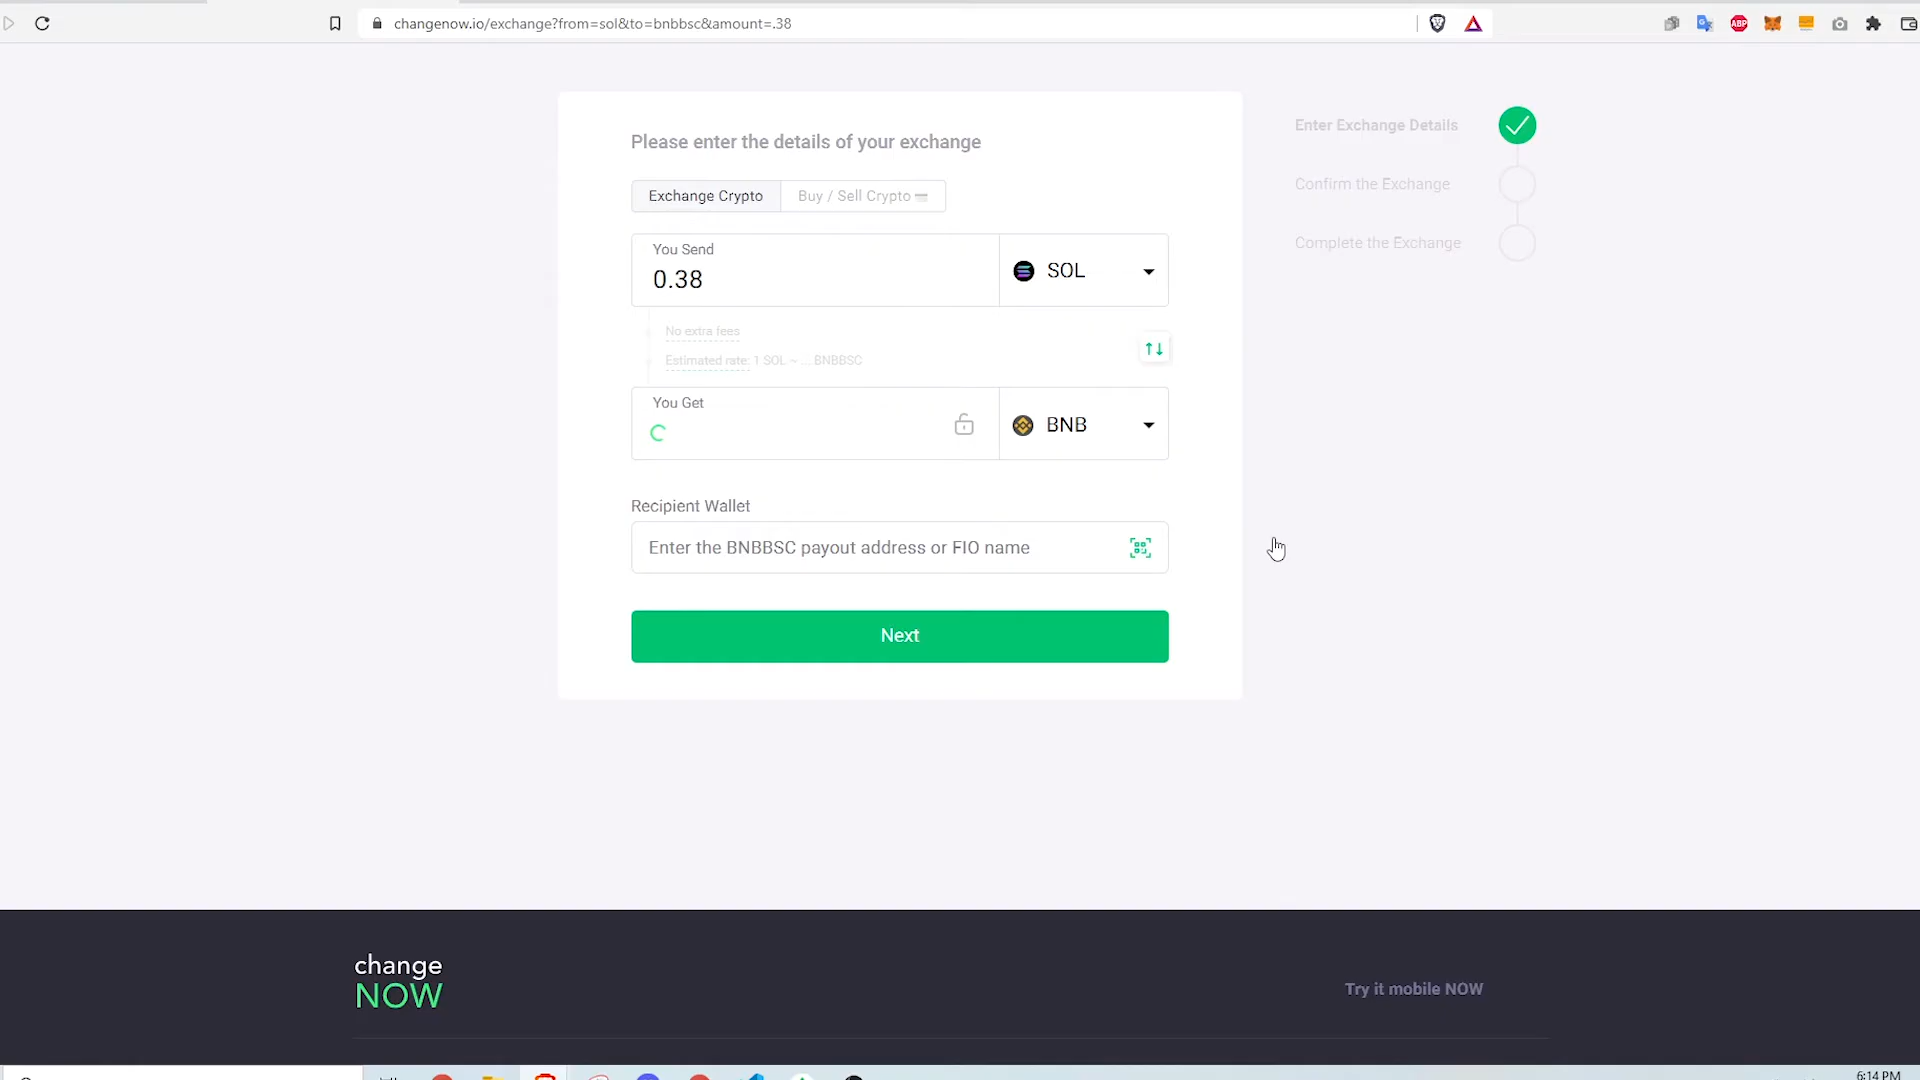 changenow.io/exchange?from=sol&to=bnbbsc&amount=.38
ABP
Please enter the details of your exchange
Exchange Crypto
Buy / Sell Crypto
You Send
0.38
SOL
No extra fees
Estimated rate: 1 SOL ~ ... BNBBSC
You Get
BNB
Recipient Wallet
Enter the BNBBSC payout address or FIO name
Next
Enter Exchange Details
Confirm the Exchange
Complete the Exchange
change
NOW
Try it mobile NOW
6:14 PM